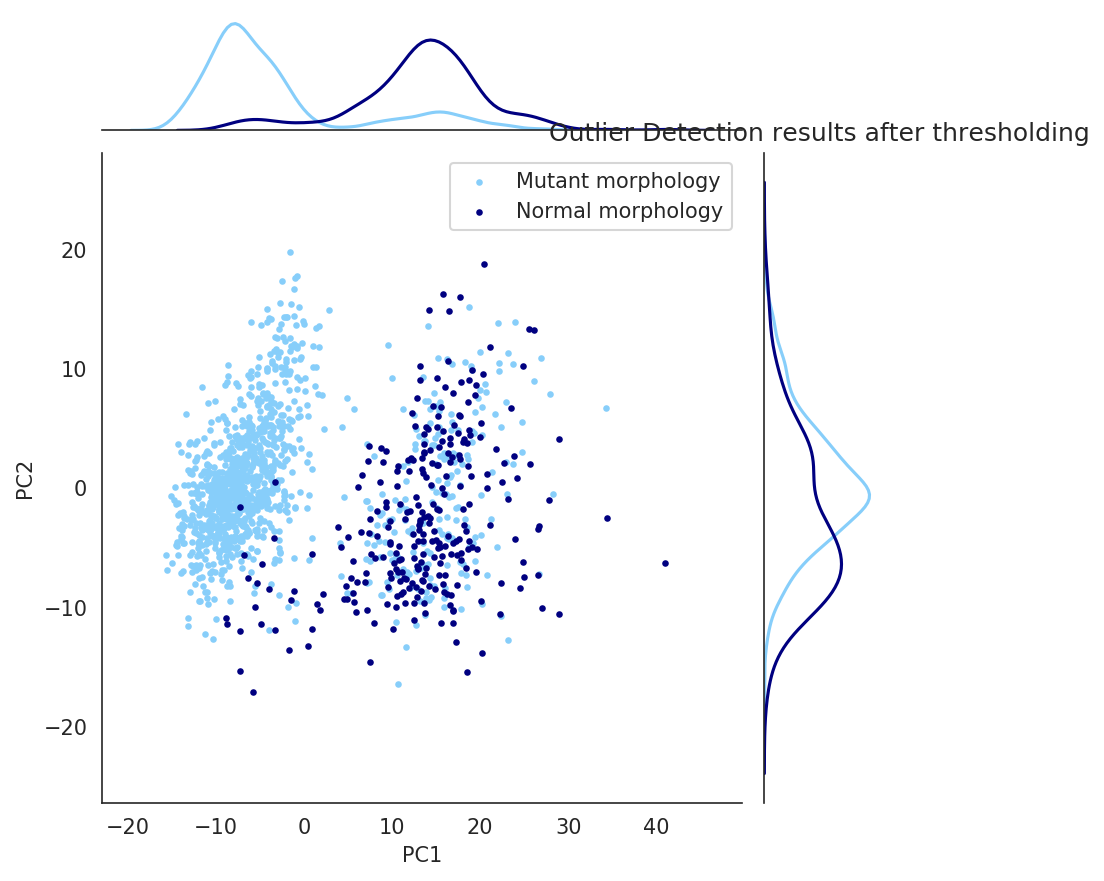 Outlier Detection results after thresholding
Mutant morphology
Normal morphology
20
10
0
−10
−20
PC2
−20
−10
0
10
20
30
40
PC1